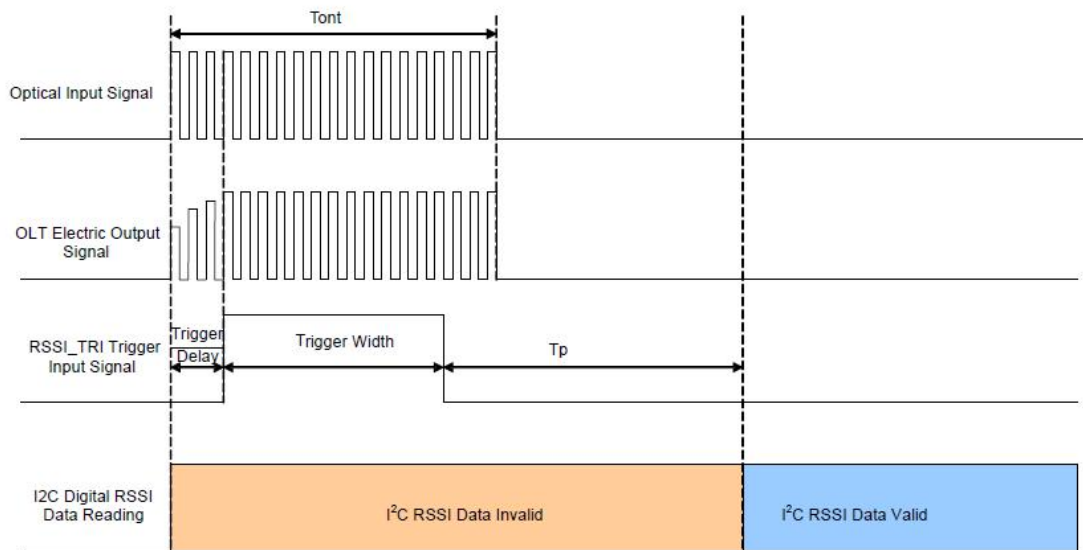 Tont
Optical Input Signal
OLT Electric Output
Signal
RSSI_TRI Trigger
Input Signal
Trigger
Delay
Trigger Width
Tp
I2C Digital RSSI
Data Reading
I²C RSSI Data Invalid
I²C RSSI Data Valid